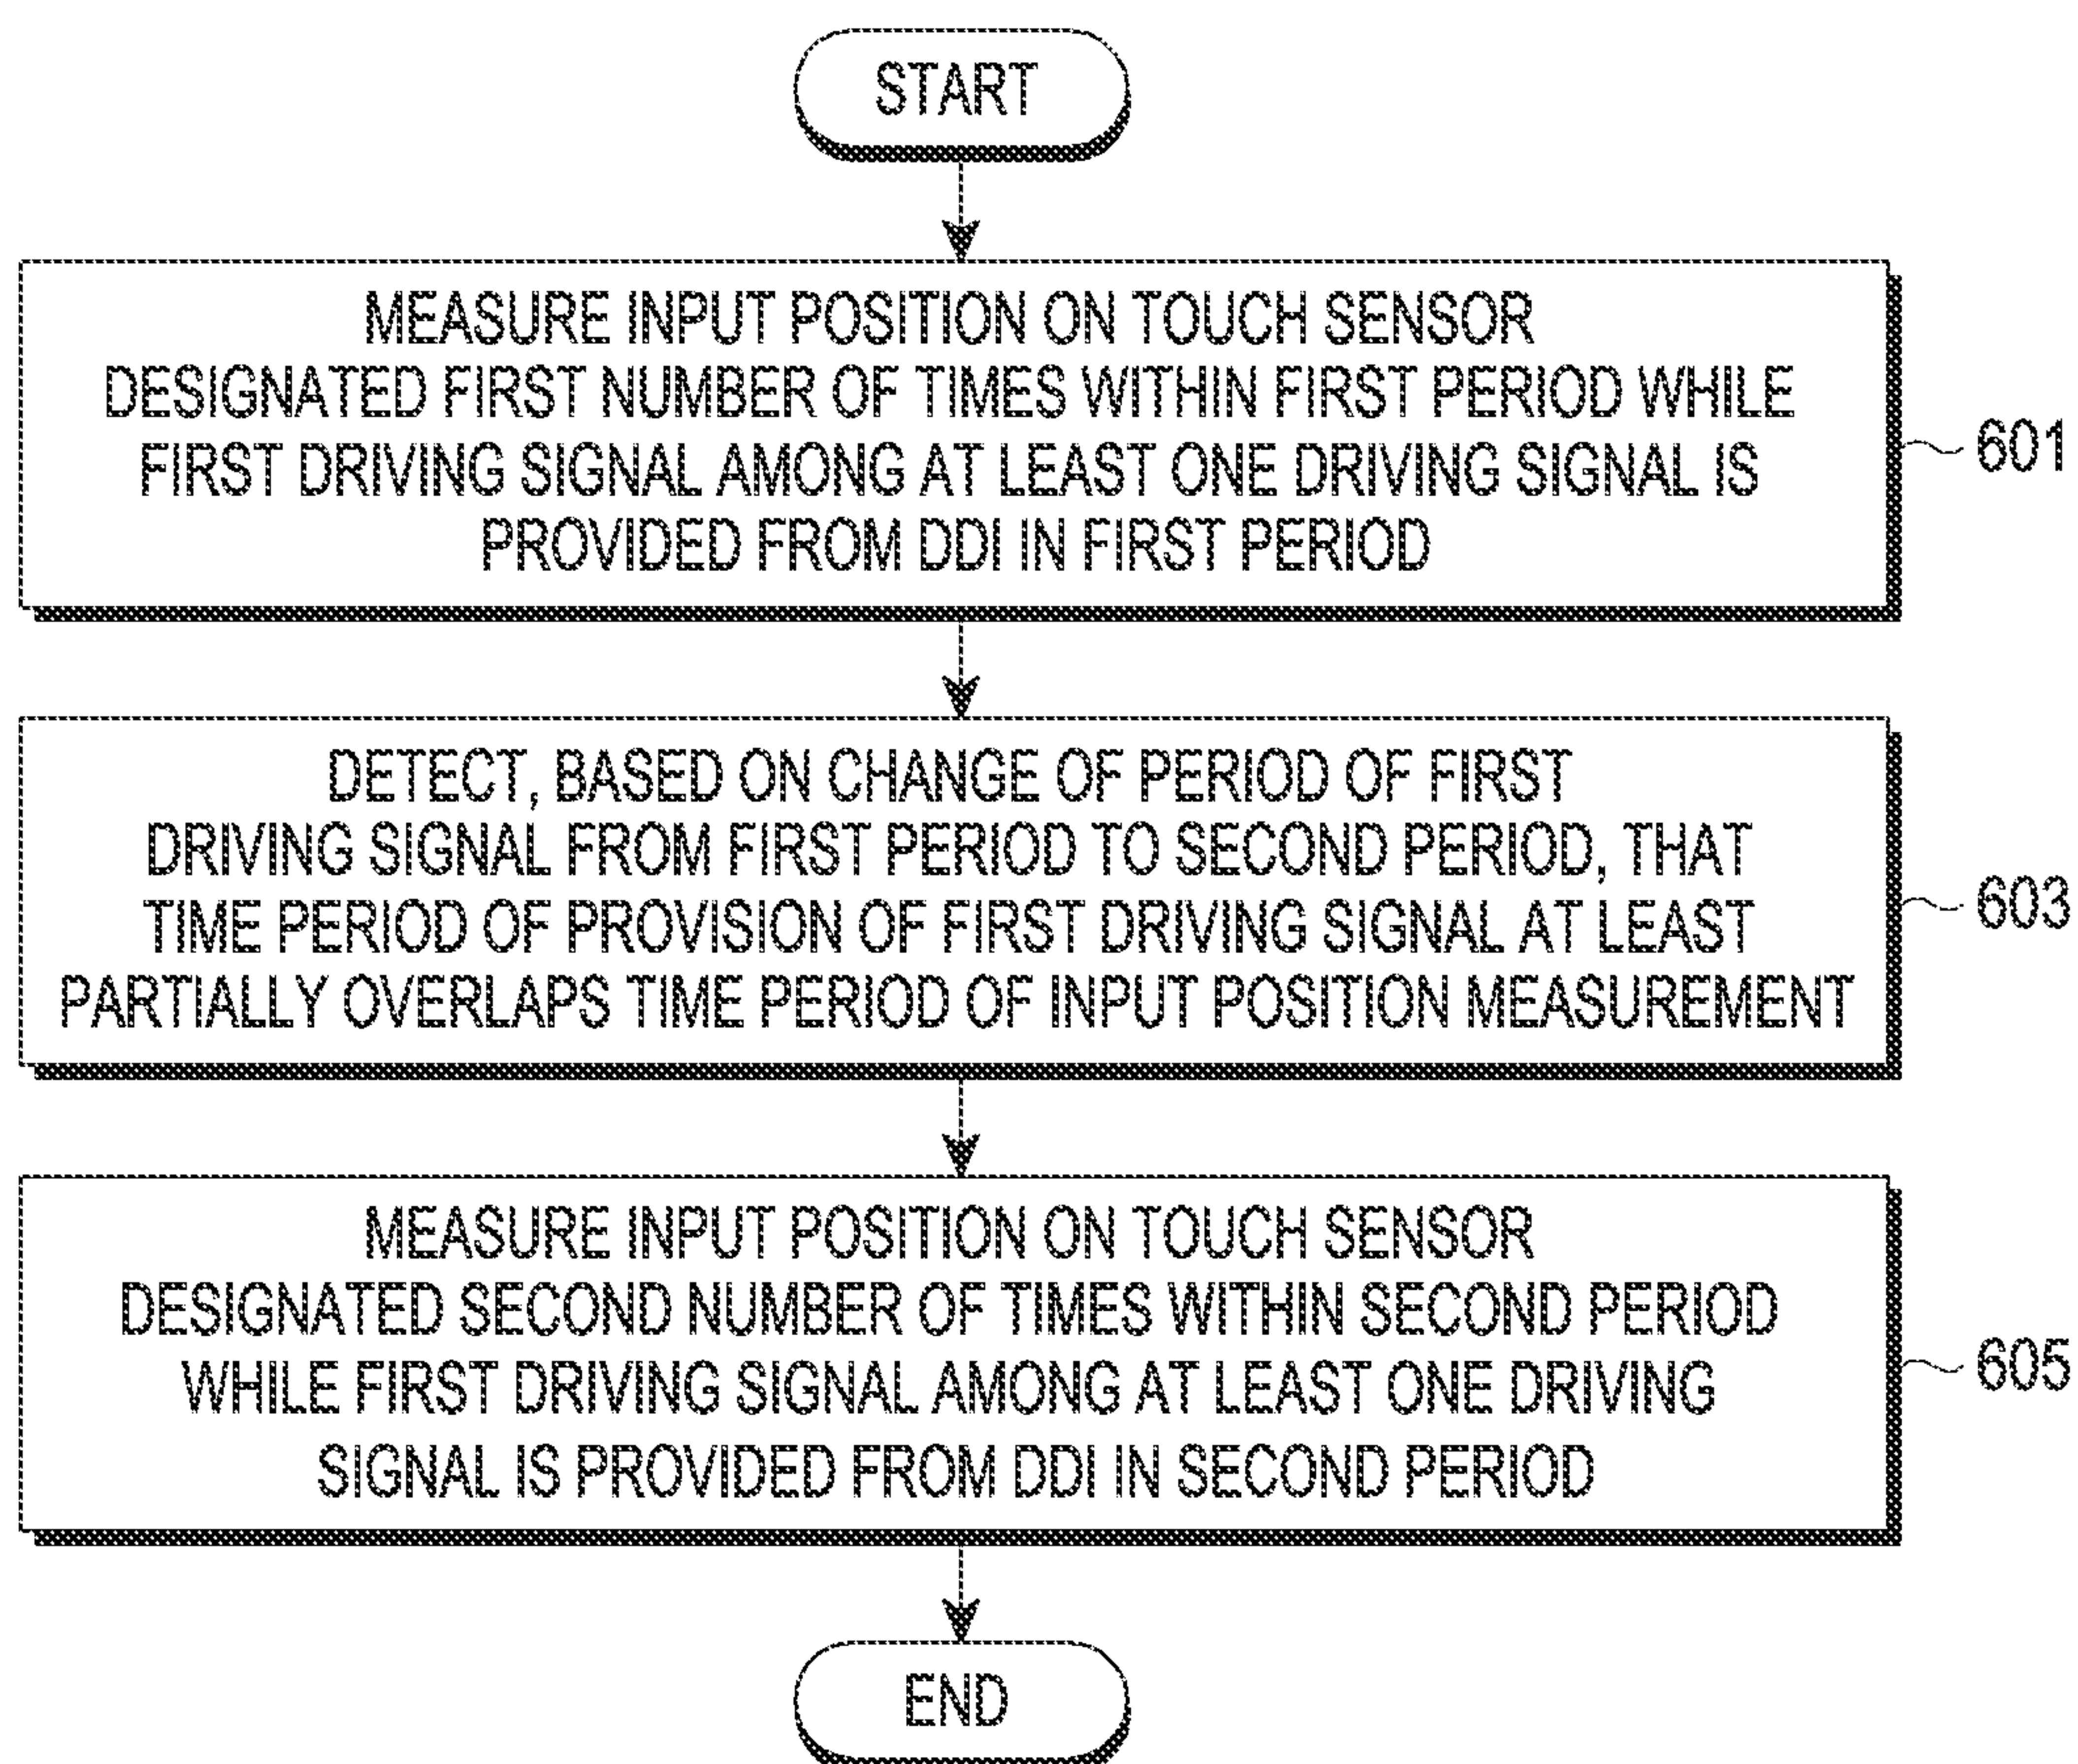 START
MEASURE INPUT POSITION ON TOUCH SENSOR
DESIGNATED FIRST NUMBER OF TIMES WITHIN FIRST PERIOD WHILE
FIRST DRIVING SIGNAL AMONG AT LEAST ONE DRIVING SIGNAL IS
PROVIDED FROM DDI IN FIRST PERIOD
601
DETECT, BASED ON CHANGE OF PERIOD OF FIRST
DRIVING SIGNAL FROM FIRST PERIOD TO SECOND PERIOD, THAT
TIME PERIOD OF PROVISION OF FIRST DRIVING SIGNAL AT LEAST
PARTIALLY OVERLAPS TIME PERIOD OF INPUT POSITION MEASUREMENT
603
MEASURE INPUT POSITION ON TOUCH SENSOR
DESIGNATED SECOND NUMBER OF TIMES WITHIN SECOND PERIOD
WHILE FIRST DRIVING SIGNAL AMONG AT LEAST ONE DRIVING
SIGNAL IS PROVIDED FROM DDI IN SECOND PERIOD
605
END